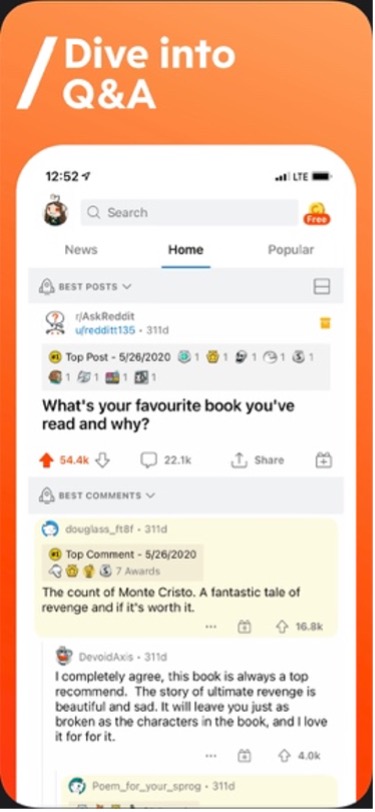 Dive into
Q&A
12:52
LTE
Search
Free
News Home Popular
BEST POSTS
r/AskReddit
u/redditt135 • 311d
#1 Top Post - 5/26/2020 1 1 1 1 1
1 1 1 1
What's your favourite book you've
read and why?
54.4k 22.1k Share
BEST COMMENTS
douglass_ft8f • 311d
#1 Top Comment - 5/26/2020
7 Awards
The count of Monte Cristo. A fantastic tale of
revenge and if it's worth it.
16.8k
DevoidAxis • 311d
I completely agree, this book is always a top
recommend. The story of ultimate revenge is
beautiful and sad. It will leave you just as
broken as the characters in the book, and I love
it for for it.
4.0k
Poem_for_your_sprog • 311d